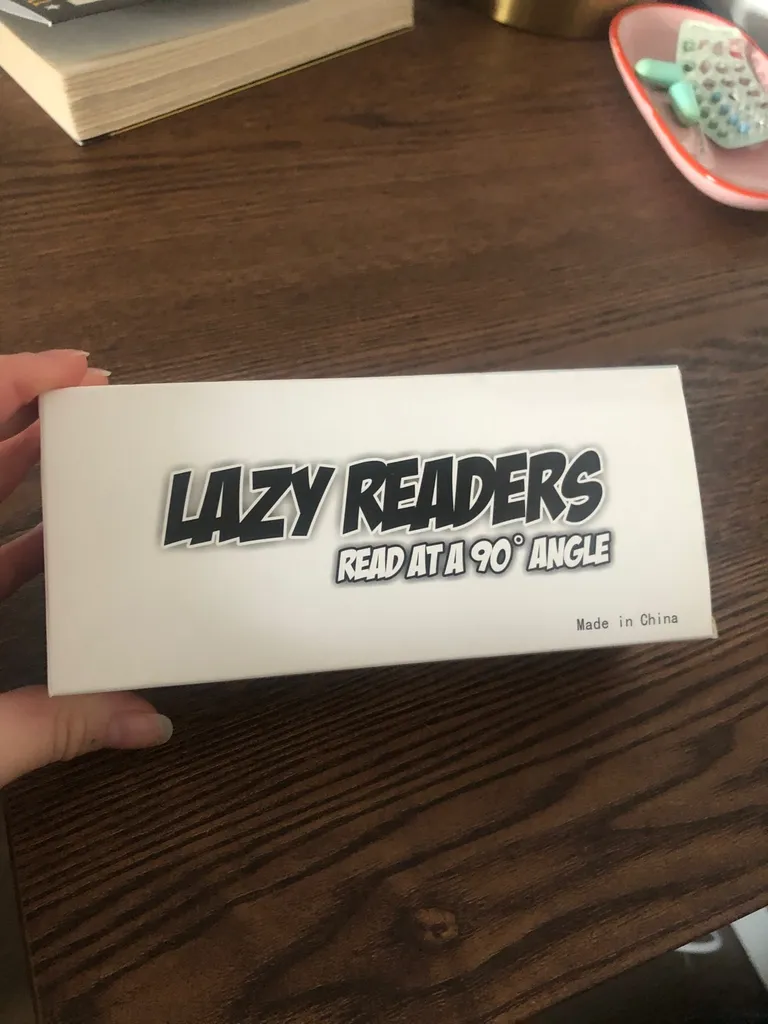 LAZY READERS
READ AT A 90° ANGLE
Made in China